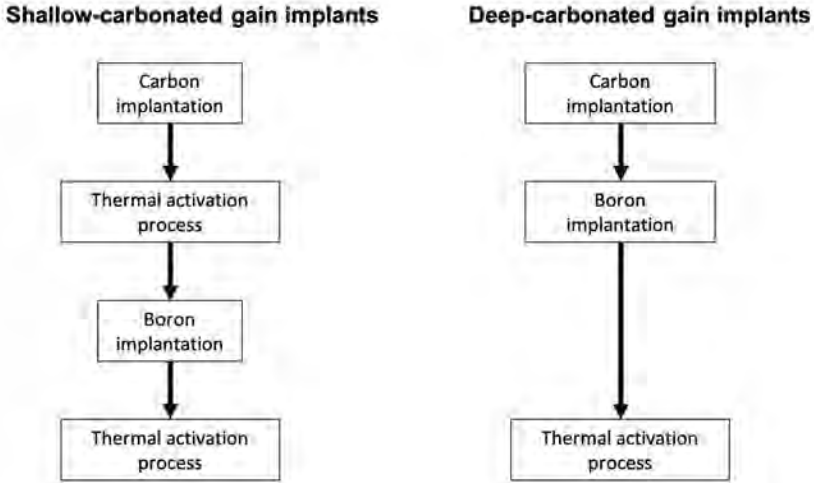 Shallow-carbonated gain implants
Carbon
implantation
Thermal activation
process
Boron
implantation
Thermal activation
process
Deep-carbonated gain implants
Carbon
implantation
Boron
implantation
Thermal activation
process